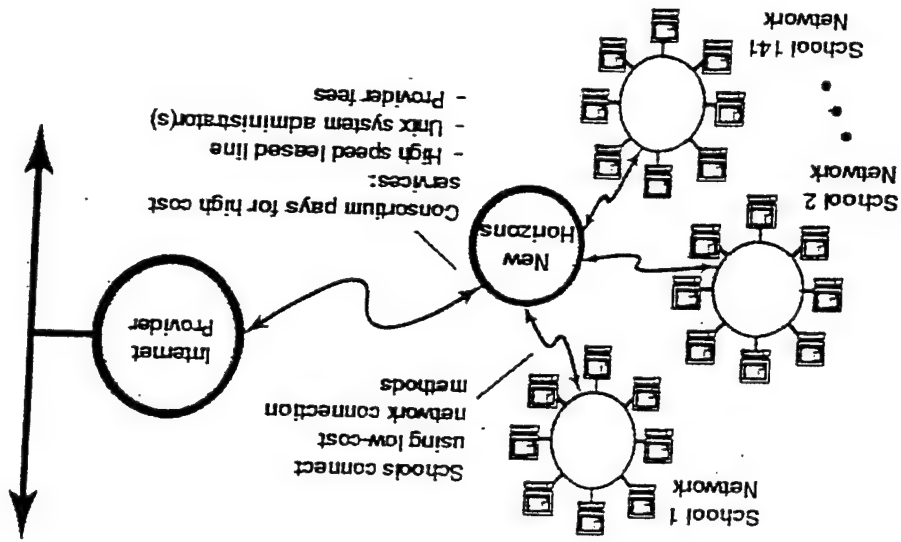 School 1
Network
Schools connect
using low-cost
network connection
methods
Internet
Provider
New
Horizons
Consortium pays for high cost
services:
- High speed leased line
- Unix system administrator(s)
- Provider fees
School 2
Network
School 141
Network